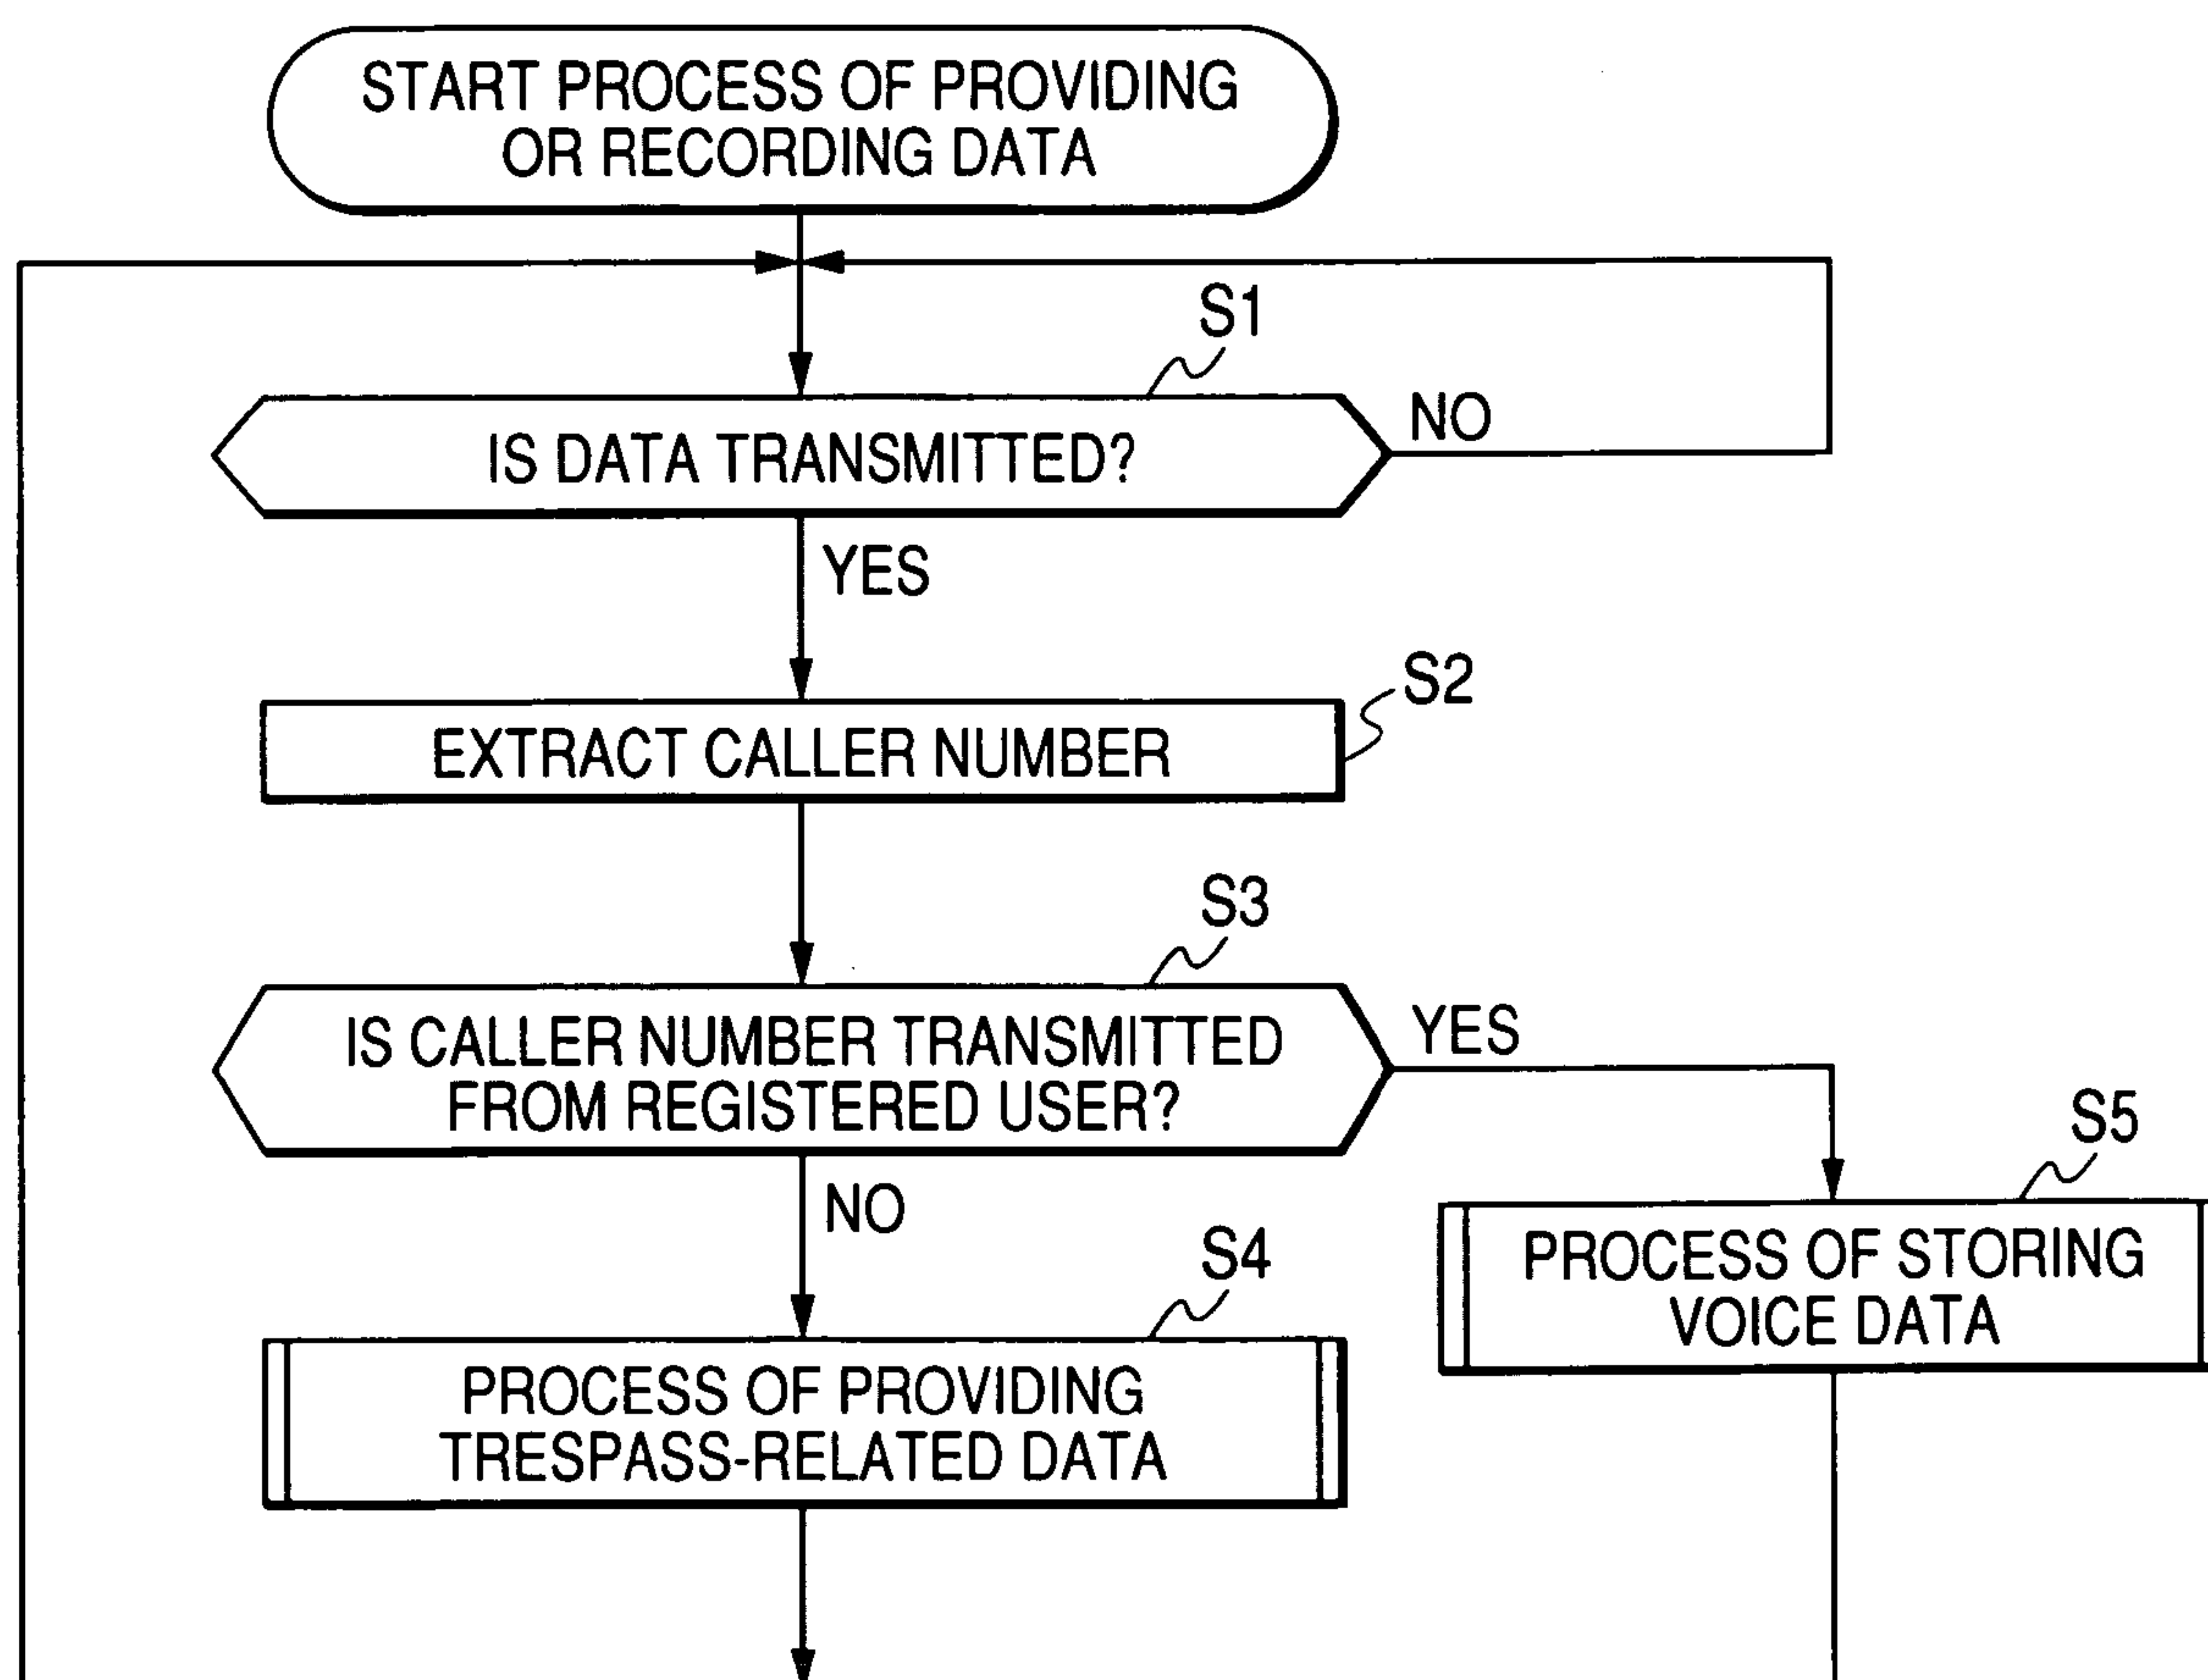 START PROCESS OF PROVIDING
OR RECORDING DATA
S1
IS DATA TRANSMITTED?
NO
YES
S2
EXTRACT CALLER NUMBER
S3
IS CALLER NUMBER TRANSMITTED
FROM REGISTERED USER?
YES
NO
S5
PROCESS OF STORING
VOICE DATA
S4
PROCESS OF PROVIDING
TRESPASS-RELATED DATA